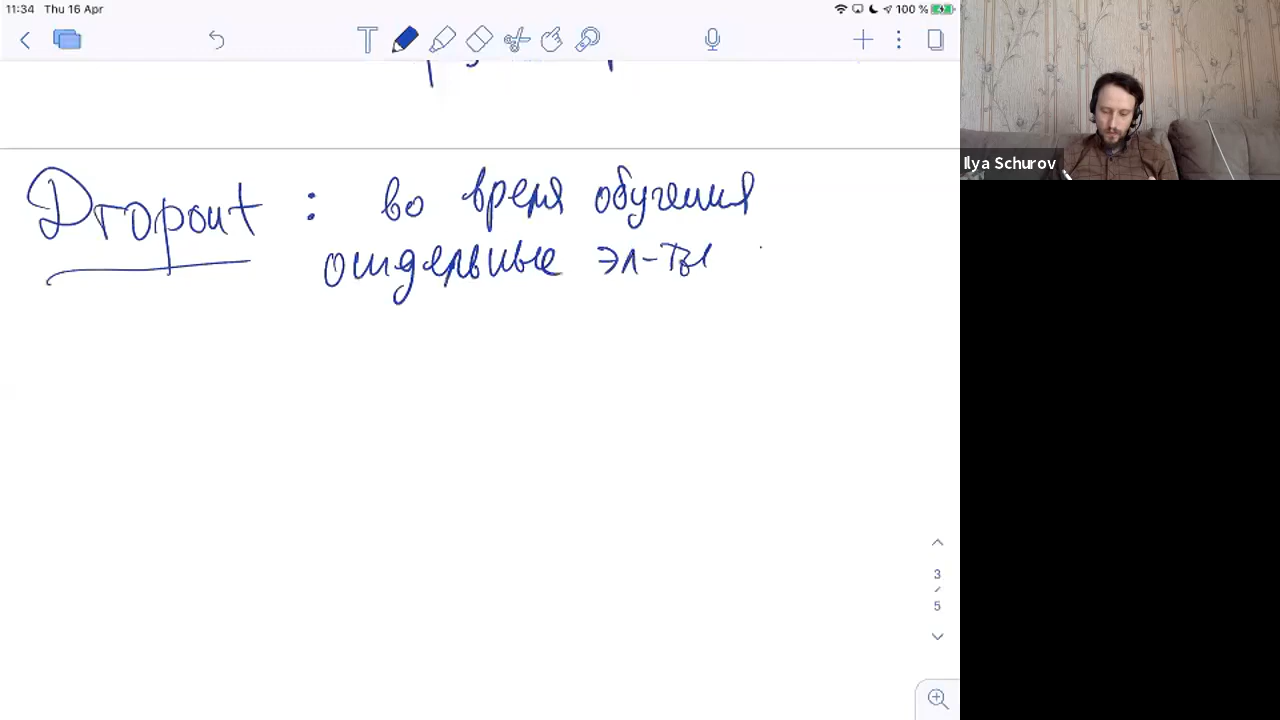 11:34 Thu 16 Apr
100 %
Ilya Schurov
Dropout : во время обучения
отдельные эл-ты
3
/
5